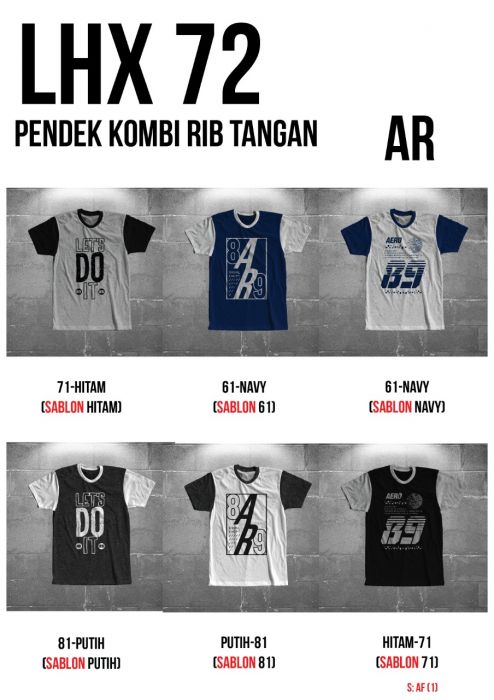 LHX 72
PENDEK KOMBI RIB TANGAN
AR
LET'S
DO
IT
8 AR 9
AERO
89
71-HITAM
(SABLON HITAM)
61-NAVY
(SABLON 61)
61-NAVY
(SABLON NAVY)
LET'S
DO
IT
8 AR 9
AERO
89
81-PUTIH
(SABLON PUTIH)
PUTIH-81
(SABLON 81)
HITAM-71
(SABLON 71)
S: AF (1)